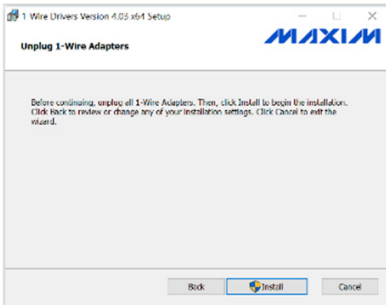 1 Wire Drivers Version 4.03 x64 Setup
Unplug 1-Wire Adapters
MAXIM
Before continuing, unplug all 1-Wire Adapters. Then, click Install to begin the installation.
Click Back to review or change any of your installation settings. Click Cancel to exit the
wizard.
Back
Install
Cancel